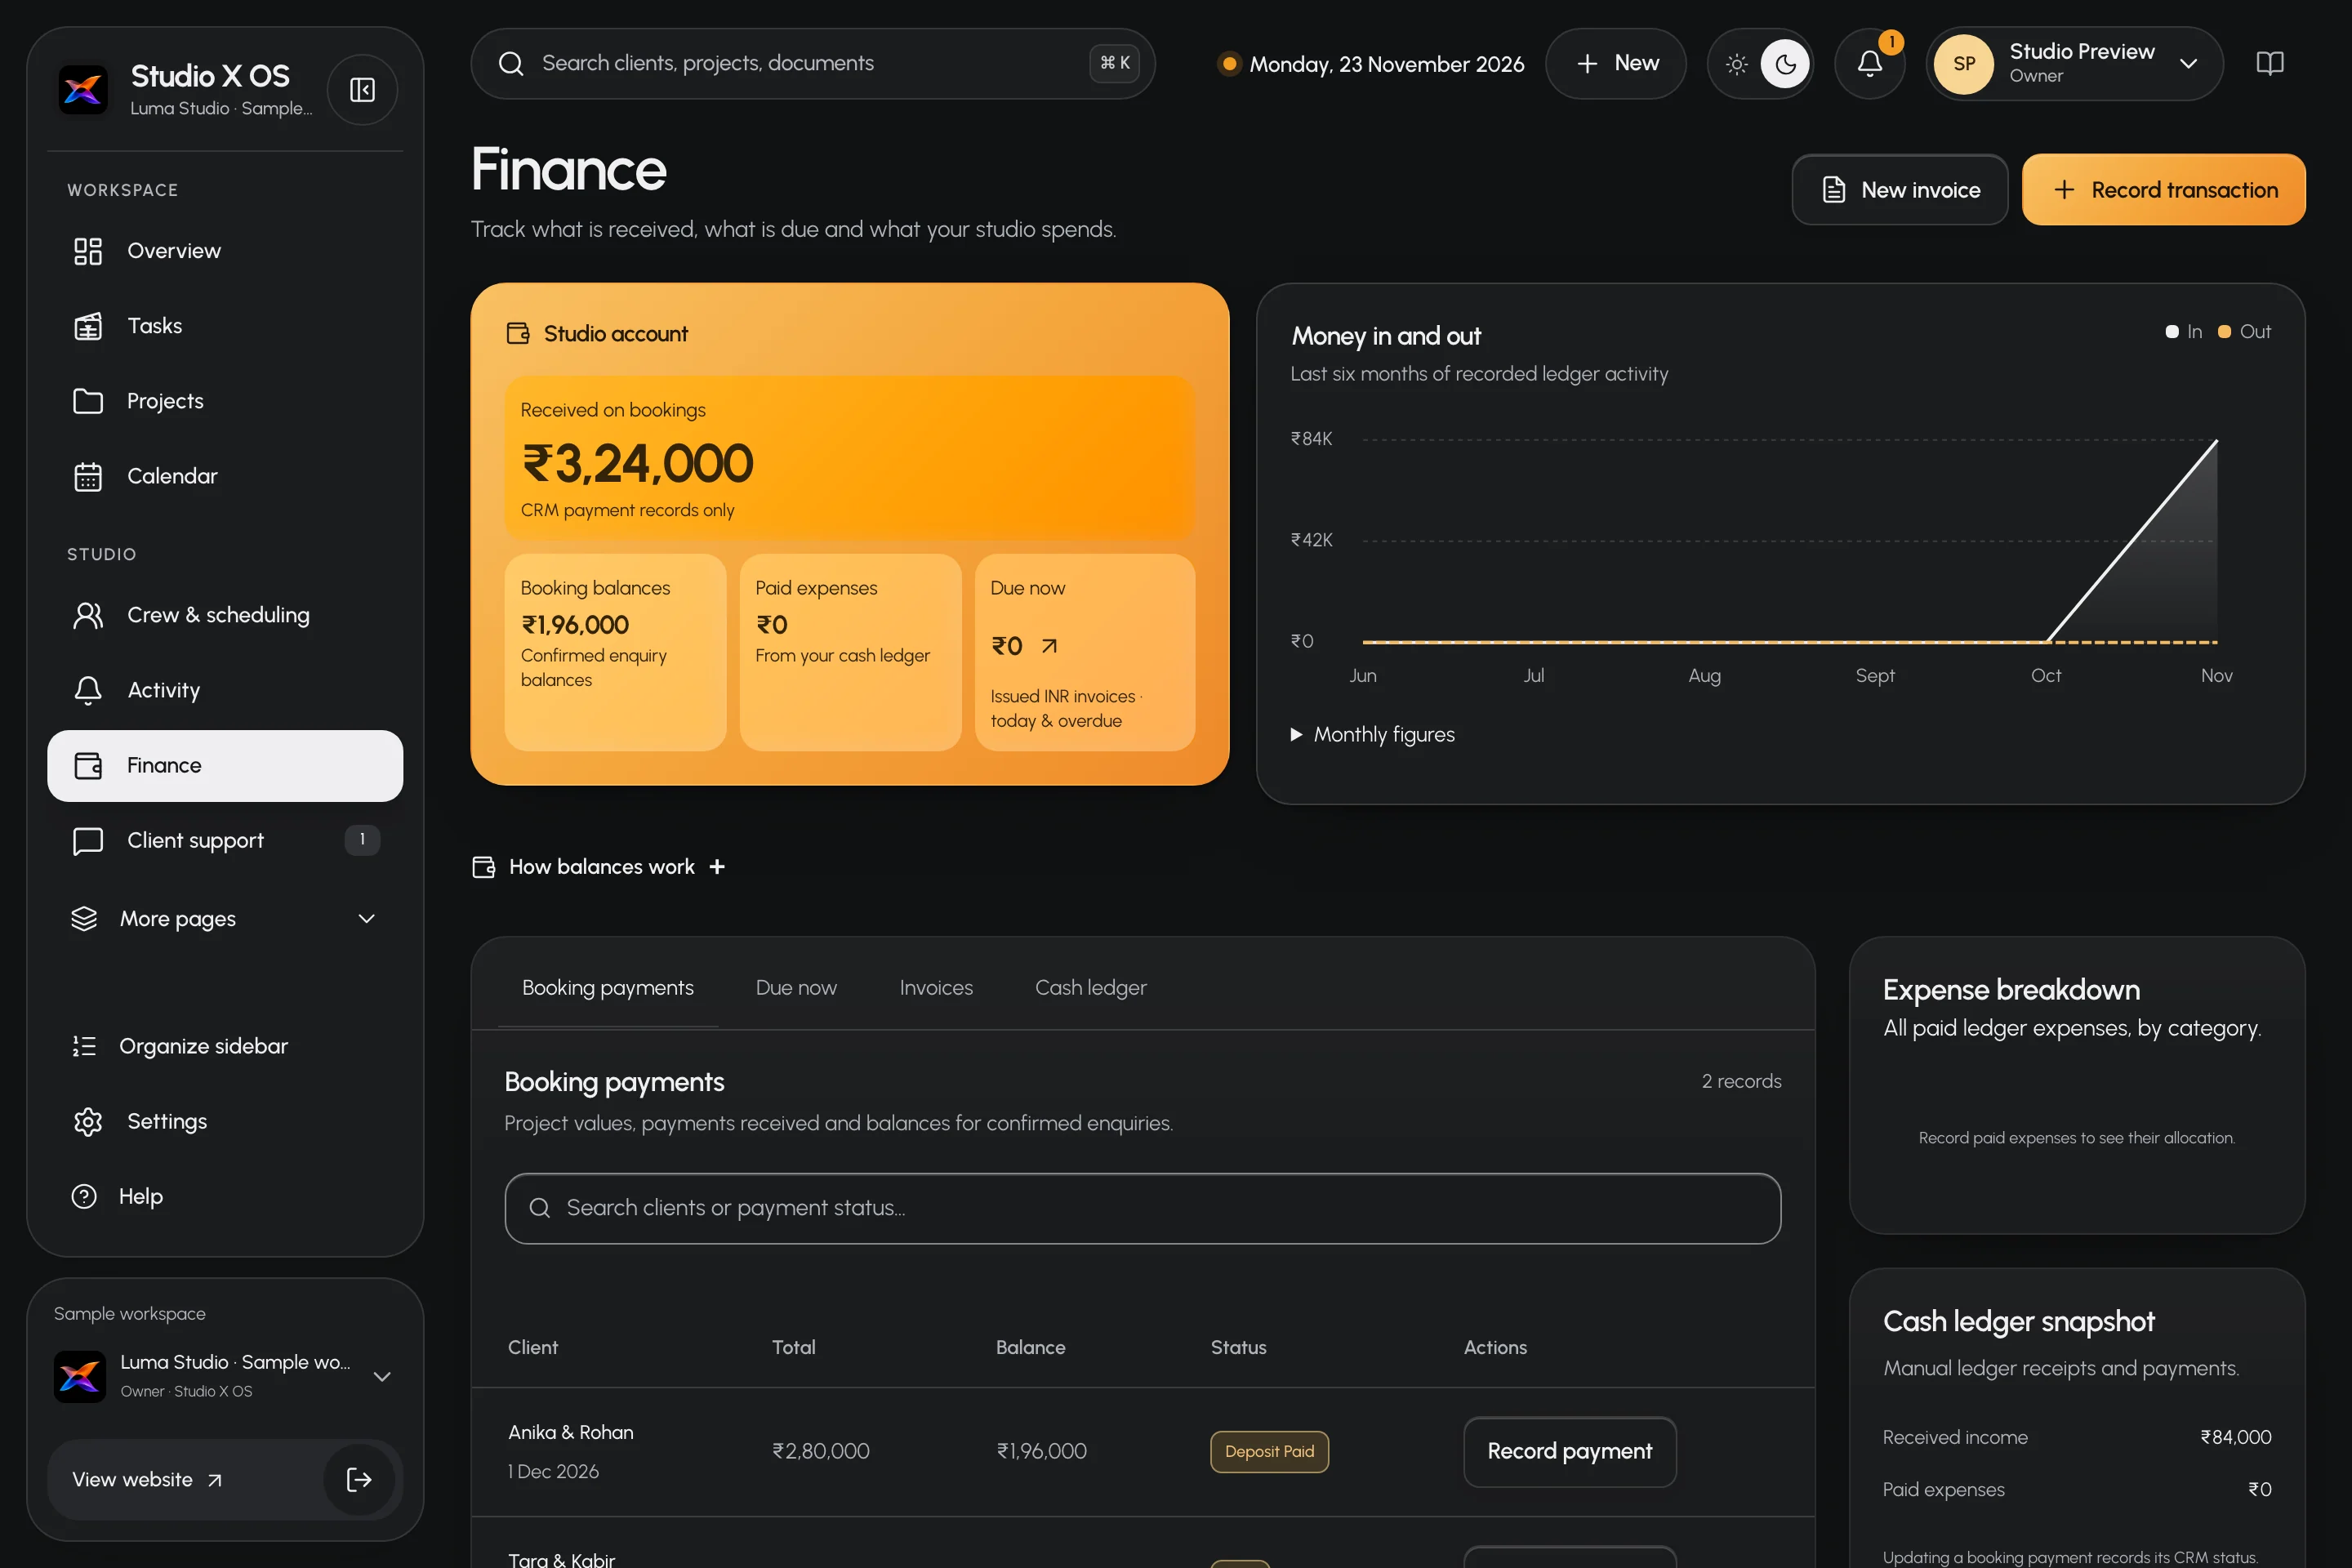 Studio X OS
Luma Studio · Sample...
WORKSPACE
Overview
Tasks
Projects
Calendar
STUDIO
Crew & scheduling
Activity
Finance
Client support 1
More pages
Organize sidebar
Settings
Help
Sample workspace
Luma Studio · Sample wo...
Owner · Studio X OS
View website
Search clients, projects, documents ⌘ K
Monday, 23 November 2026
New
1
SP
Studio Preview
Owner
Finance
Track what is received, what is due and what your studio spends.
New invoice
Record transaction
Studio account
Received on bookings
₹3,24,000
CRM payment records only
Booking balances
₹1,96,000
Confirmed enquiry
balances
Paid expenses
₹0
From your cash ledger
Due now
₹0
Issued INR invoices ·
today & overdue
Money in and out
In Out
Last six months of recorded ledger activity
₹84K
₹42K
₹0
Jun Jul Aug Sept Oct Nov
Monthly figures
How balances work +
Booking payments Due now Invoices Cash ledger
Booking payments
2 records
Project values, payments received and balances for confirmed enquiries.
Search clients or payment status...
Client Total Balance Status Actions
Anika & Rohan
1 Dec 2026
₹2,80,000 ₹1,96,000 Deposit Paid Record payment
Tara & Kabir
Expense breakdown
All paid ledger expenses, by category.
Record paid expenses to see their allocation.
Cash ledger snapshot
Manual ledger receipts and payments.
Received income ₹84,000
Paid expenses ₹0
Updating a booking payment records its CRM status.